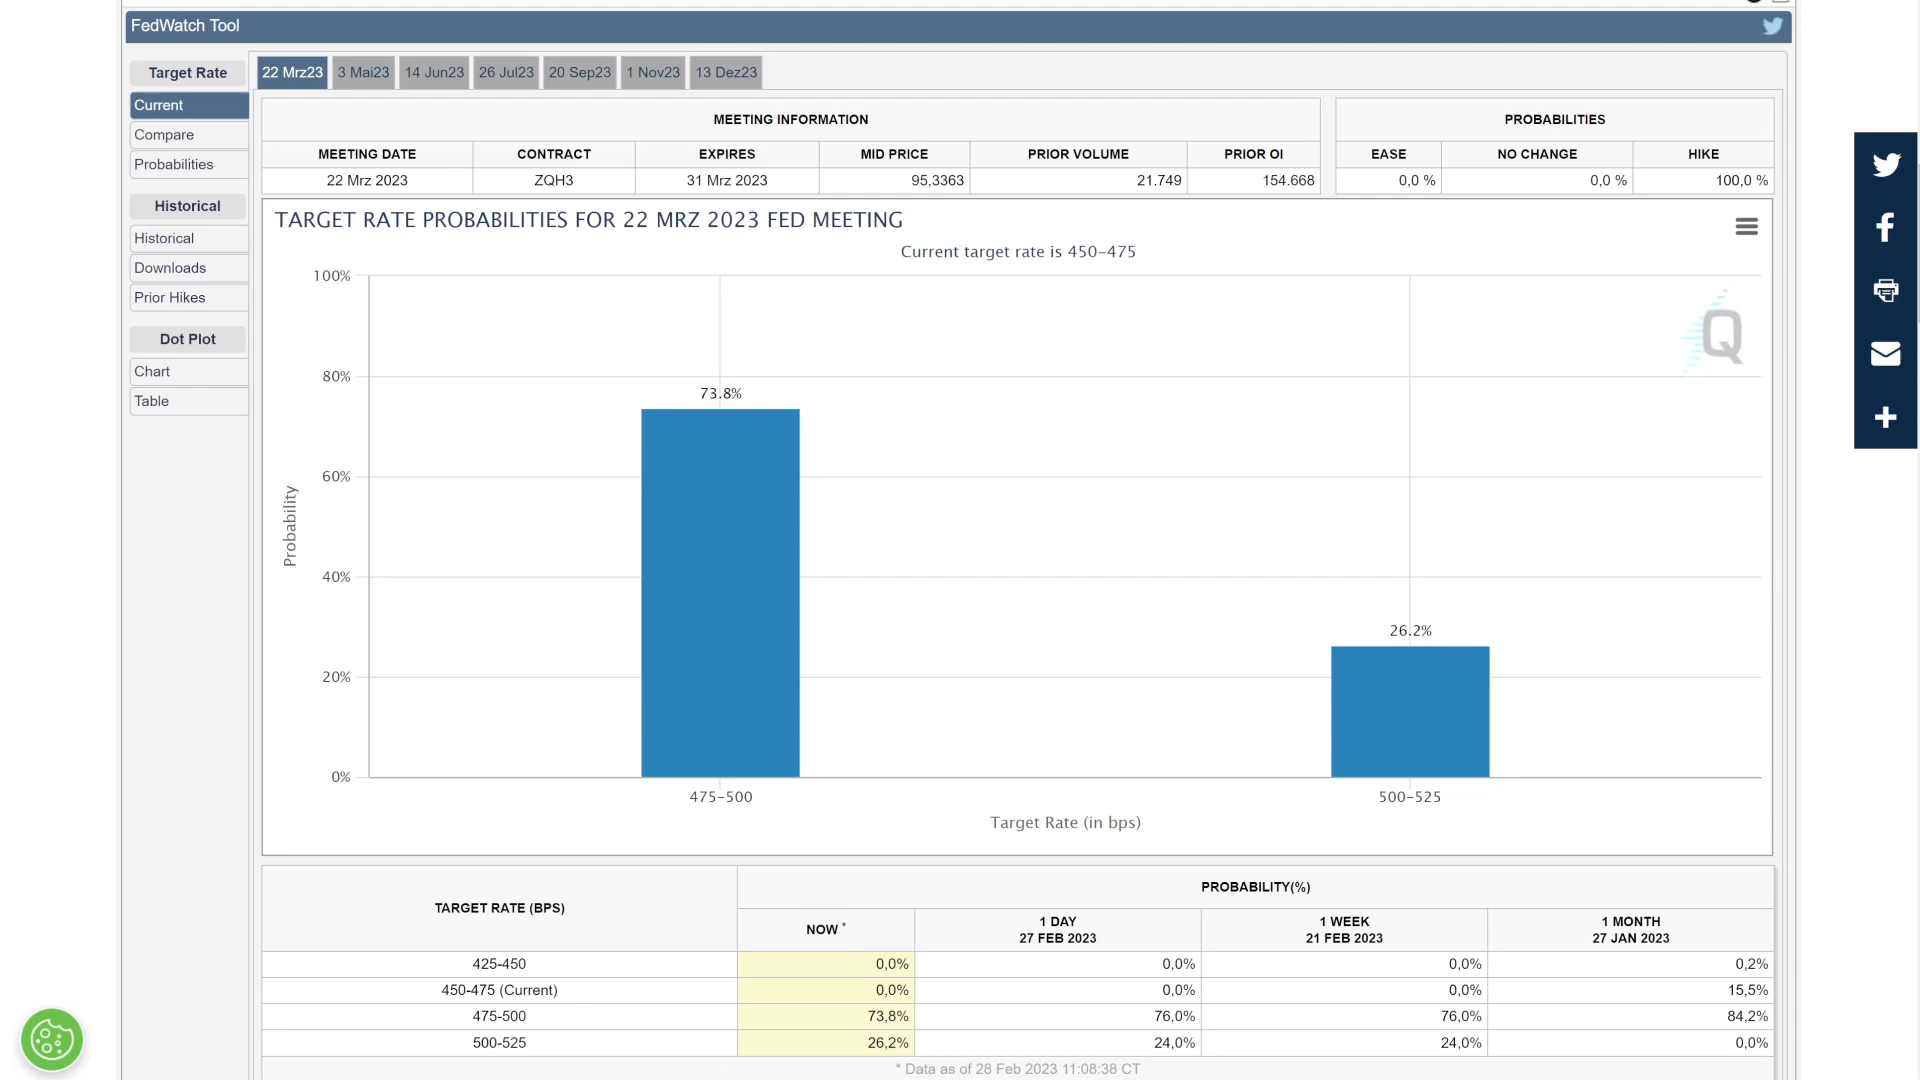 FedWatch Tool
Target Rate
Current
Compare
Probabilities
Historical
Historical
Downloads
Prior Hikes
Dot Plot
Chart
Table
22 Mrz23 3 Mai23 14 Jun23 26 Jul23 20 Sep23 1 Nov23 13 Dez23
MEETING INFORMATION
MEETING DATE CONTRACT EXPIRES MID PRICE PRIOR VOLUME PRIOR OI
22 Mrz 2023 ZQH3 31 Mrz 2023 95,3363 21.749 154.668
PROBABILITIES
EASE NO CHANGE HIKE
0,0 % 0,0 % 100,0 %
TARGET RATE PROBABILITIES FOR 22 MRZ 2023 FED MEETING
Current target rate is 450-475
Q
100%
80%
60%
40%
20%
0%
Probability
73.8%
26.2%
475-500 500-525
Target Rate (in bps)
TARGET RATE (BPS) PROBABILITY(%)
NOW * 1 DAY 27 FEB 2023 1 WEEK 21 FEB 2023 1 MONTH 27 JAN 2023
425-450 0,0% 0,0% 0,0% 0,2%
450-475 (Current) 0,0% 0,0% 0,0% 15,5%
475-500 73,8% 76,0% 76,0% 84,2%
500-525 26,2% 24,0% 24,0% 0,0%
* Data as of 28 Feb 2023 11:08:38 CT